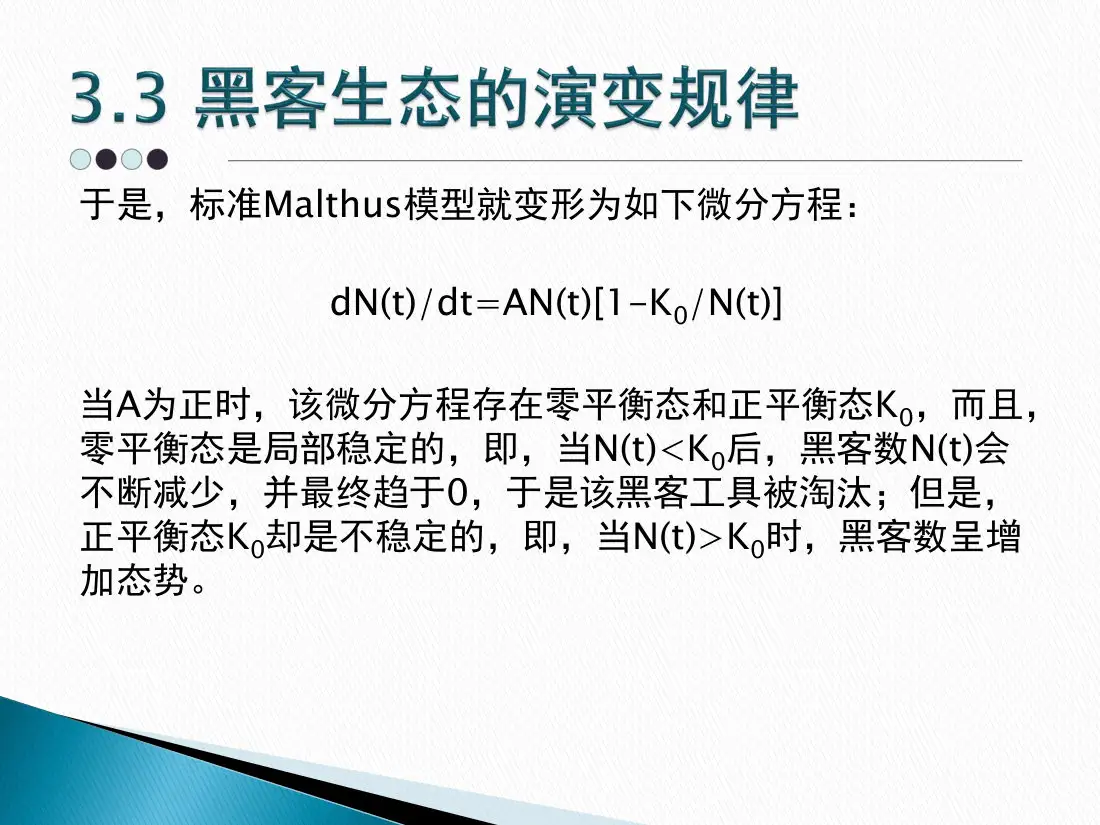 3.3 黑客生态的演变规律
于是，标准Malthus模型就变形为如下微分方程：
dN(t)/dt=AN(t)[1-K₀/N(t)]
当A为正时，该微分方程存在零平衡态和正平衡态K₀，而且，
零平衡态是局部稳定的，即，当N(t)<K₀后，黑客数N(t)会
不断减少，并最终趋于0，于是该黑客工具被淘汰；但是，
正平衡态K₀却是不稳定的，即，当N(t)>K₀时，黑客数呈增
加态势。